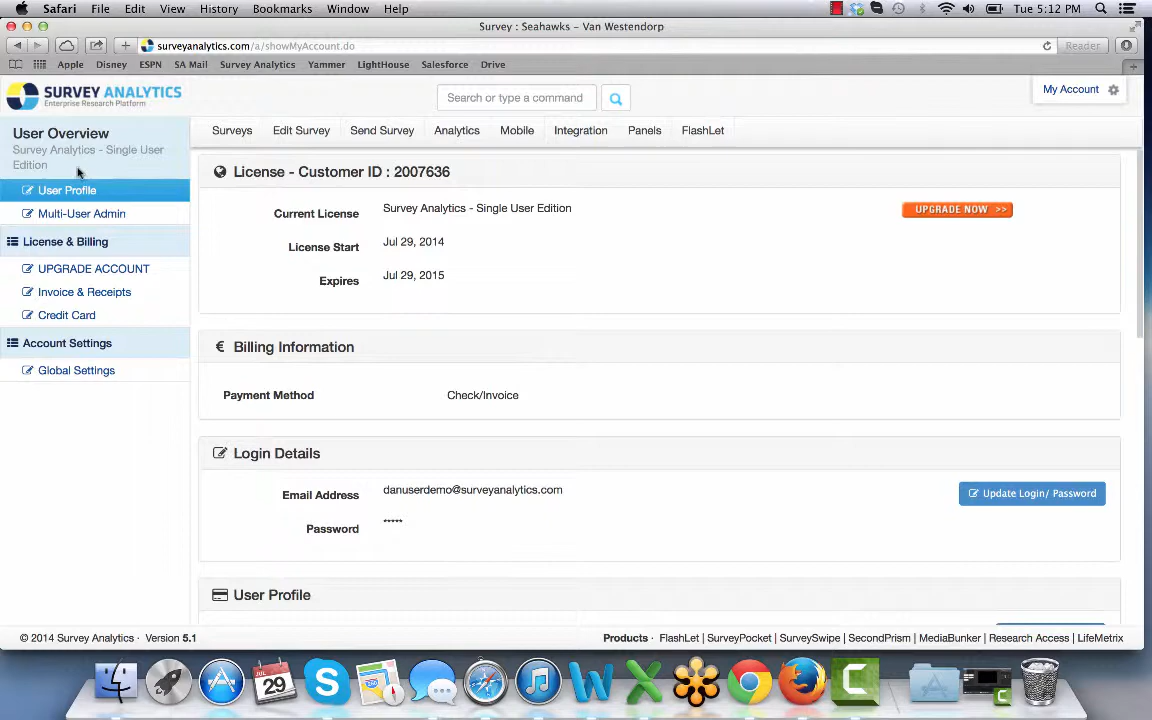 Safari File Edit View History Bookmarks Window Help Tue 5:12 PM
Survey : Seahawks – Van Westendorp
surveyanalytics.com/a/showMyAccount.do Reader
Apple Disney ESPN SA Mail Survey Analytics Yammer LightHouse Salesforce Drive
SURVEY ANALYTICS
Enterprise Research Platform
Search or type a command
My Account
User Overview
Survey Analytics - Single User
Edition
User Profile
Multi-User Admin
License & Billing
UPGRADE ACCOUNT
Invoice & Receipts
Credit Card
Account Settings
Global Settings
Surveys Edit Survey Send Survey Analytics Mobile Integration Panels FlashLet
License - Customer ID : 2007636
Current License Survey Analytics - Single User Edition UPGRADE NOW >>
License Start Jul 29, 2014
Expires Jul 29, 2015
€ Billing Information
Payment Method Check/Invoice
Login Details
Email Address danuserdemo@surveyanalytics.com Update Login/ Password
Password *****
User Profile
© 2014 Survey Analytics · Version 5.1
Products · FlashLet | SurveyPocket | SurveySwipe | SecondPrism | MediaBunker | Research Access | LifeMetrix
JUL
29